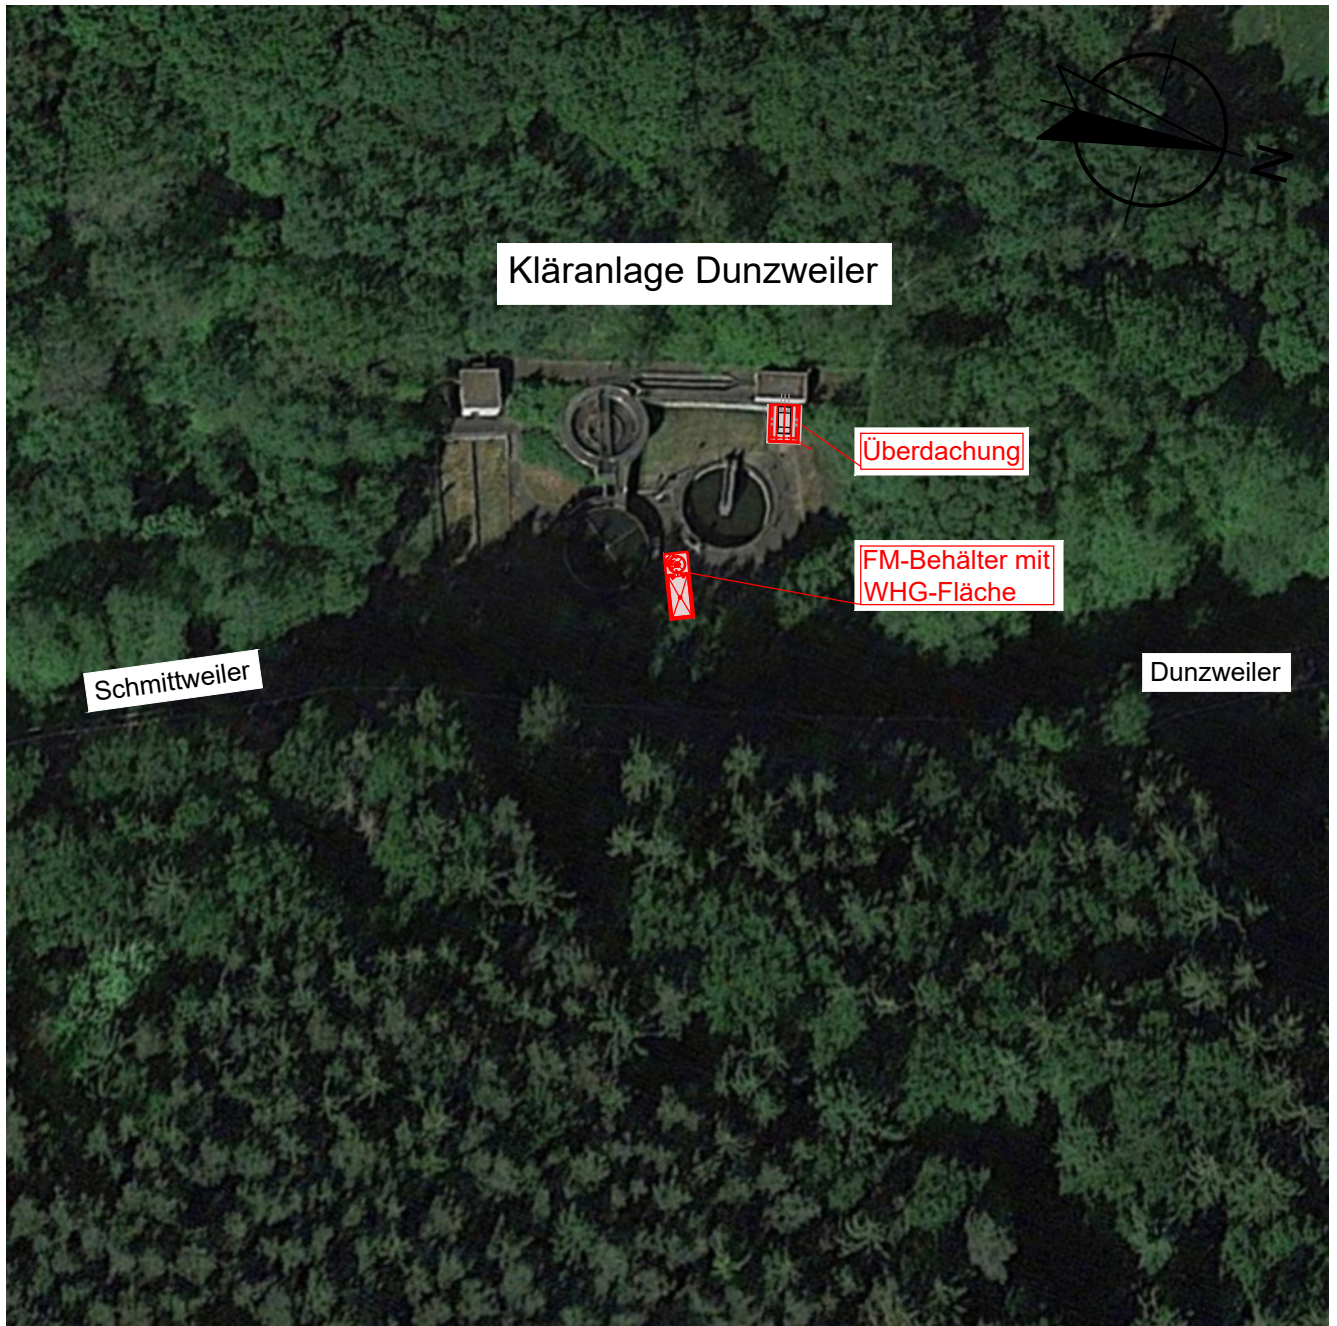 N
Kläranlage Dunzweiler
Überdachung
FM-Behälter mit
WHG-Fläche
Schmittweiler
Dunzweiler